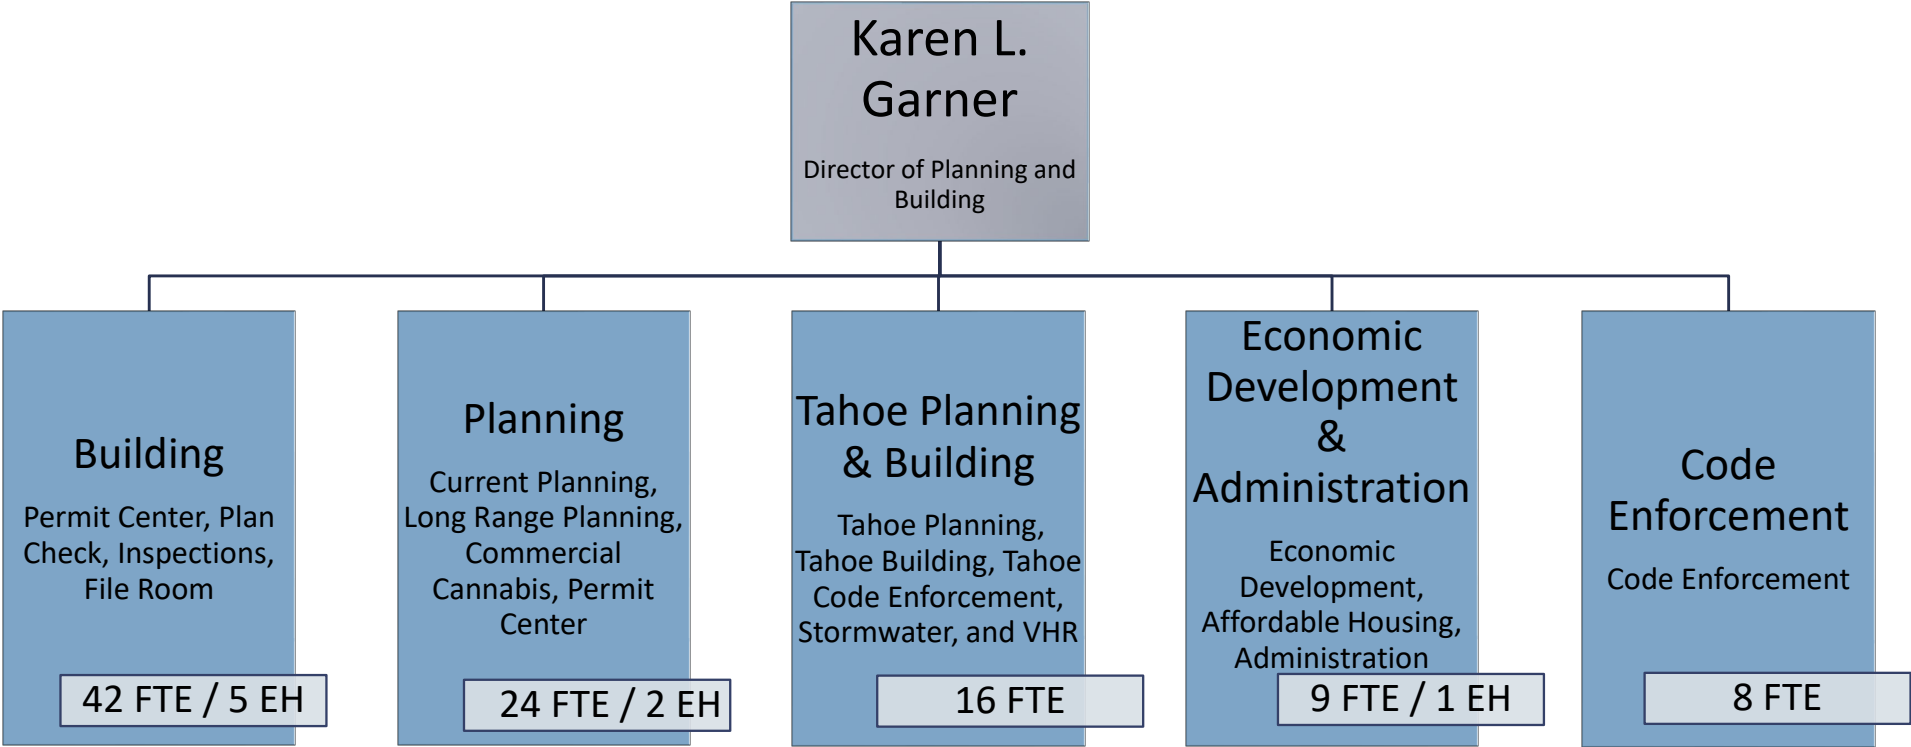 Karen L.
Garner
Director of Planning and
Building
Building
Permit Center, Plan
Check, Inspections,
File Room
42 FTE / 5 EH
Planning
Current Planning,
Long Range Planning,
Commercial
Cannabis, Permit
Center
24 FTE / 2 EH
Tahoe Planning
& Building
Tahoe Planning,
Tahoe Building, Tahoe
Code Enforcement,
Stormwater, and VHR
16 FTE
Economic
Development
&
Administration
Economic
Development,
Affordable Housing,
Administration
9 FTE / 1 EH
Code
Enforcement
Code Enforcement
8 FTE